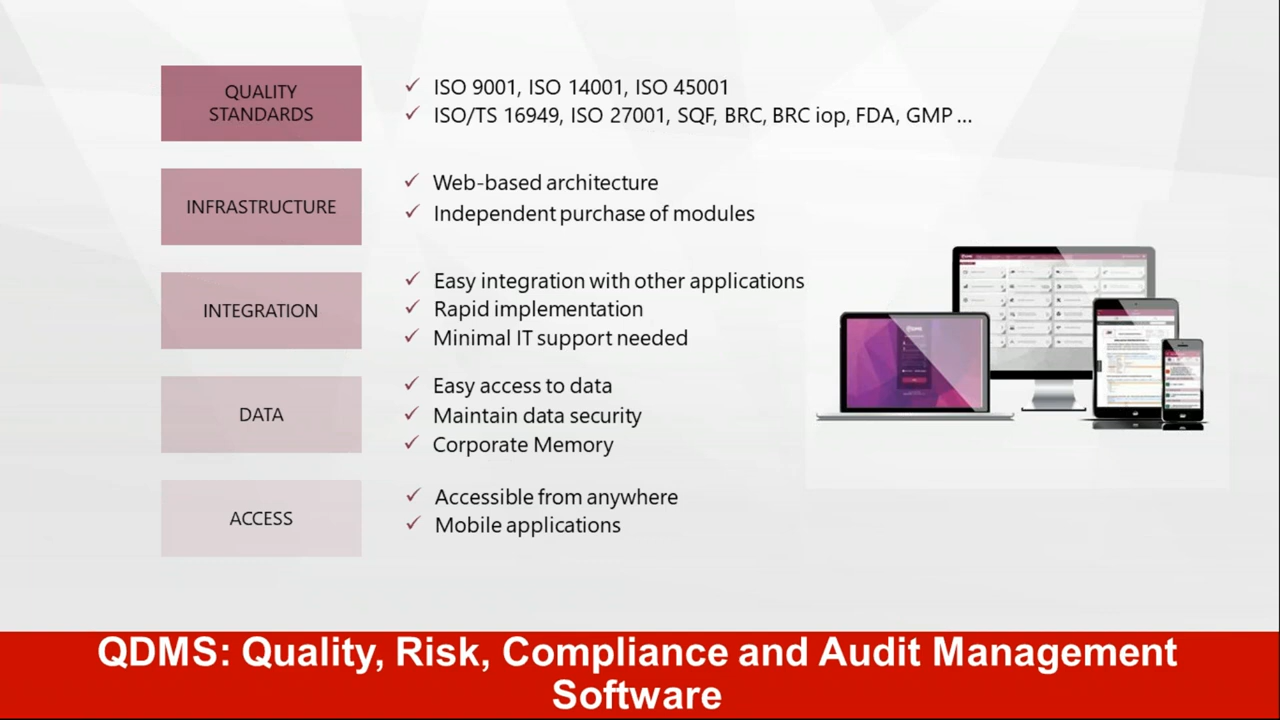 QUALITY
STANDARDS
ISO 9001, ISO 14001, ISO 45001
ISO/TS 16949, ISO 27001, SQF, BRC, BRC iop, FDA, GMP ...
INFRASTRUCTURE
Web-based architecture
Independent purchase of modules
INTEGRATION
Easy integration with other applications
Rapid implementation
Minimal IT support needed
DATA
Easy access to data
Maintain data security
Corporate Memory
ACCESS
Accessible from anywhere
Mobile applications
QDMS: Quality, Risk, Compliance and Audit Management
Software